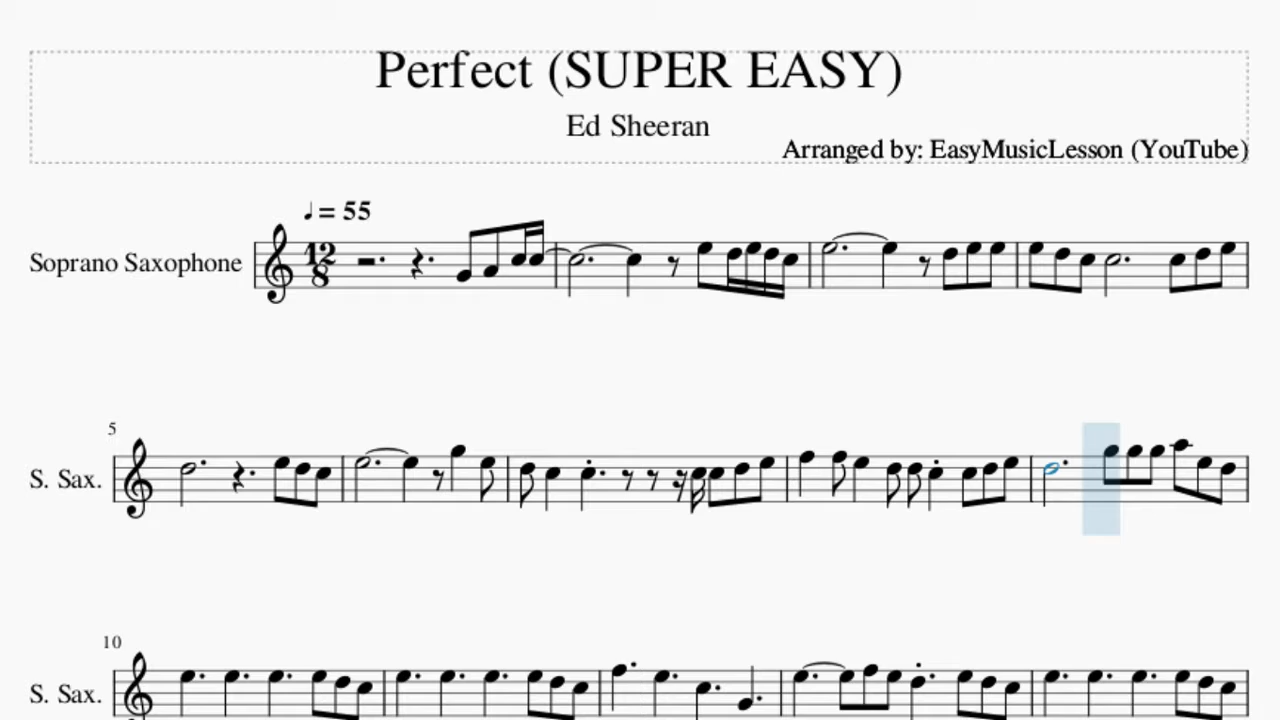 Perfect (SUPER EASY)
Ed Sheeran
Arranged by: EasyMusicLesson (YouTube)
♩ = 55
Soprano Saxophone
12
8
5
S. Sax.
10
S. Sax.